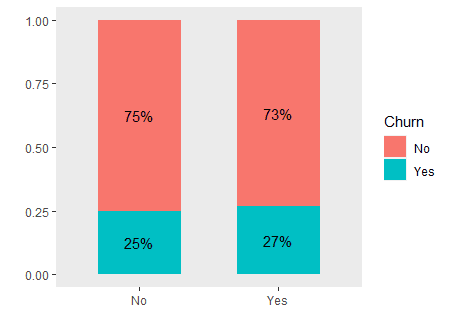 1.00
0.75
0.50
0.25
0.00
75%
73%
25%
27%
No
Yes
Churn
No
Yes